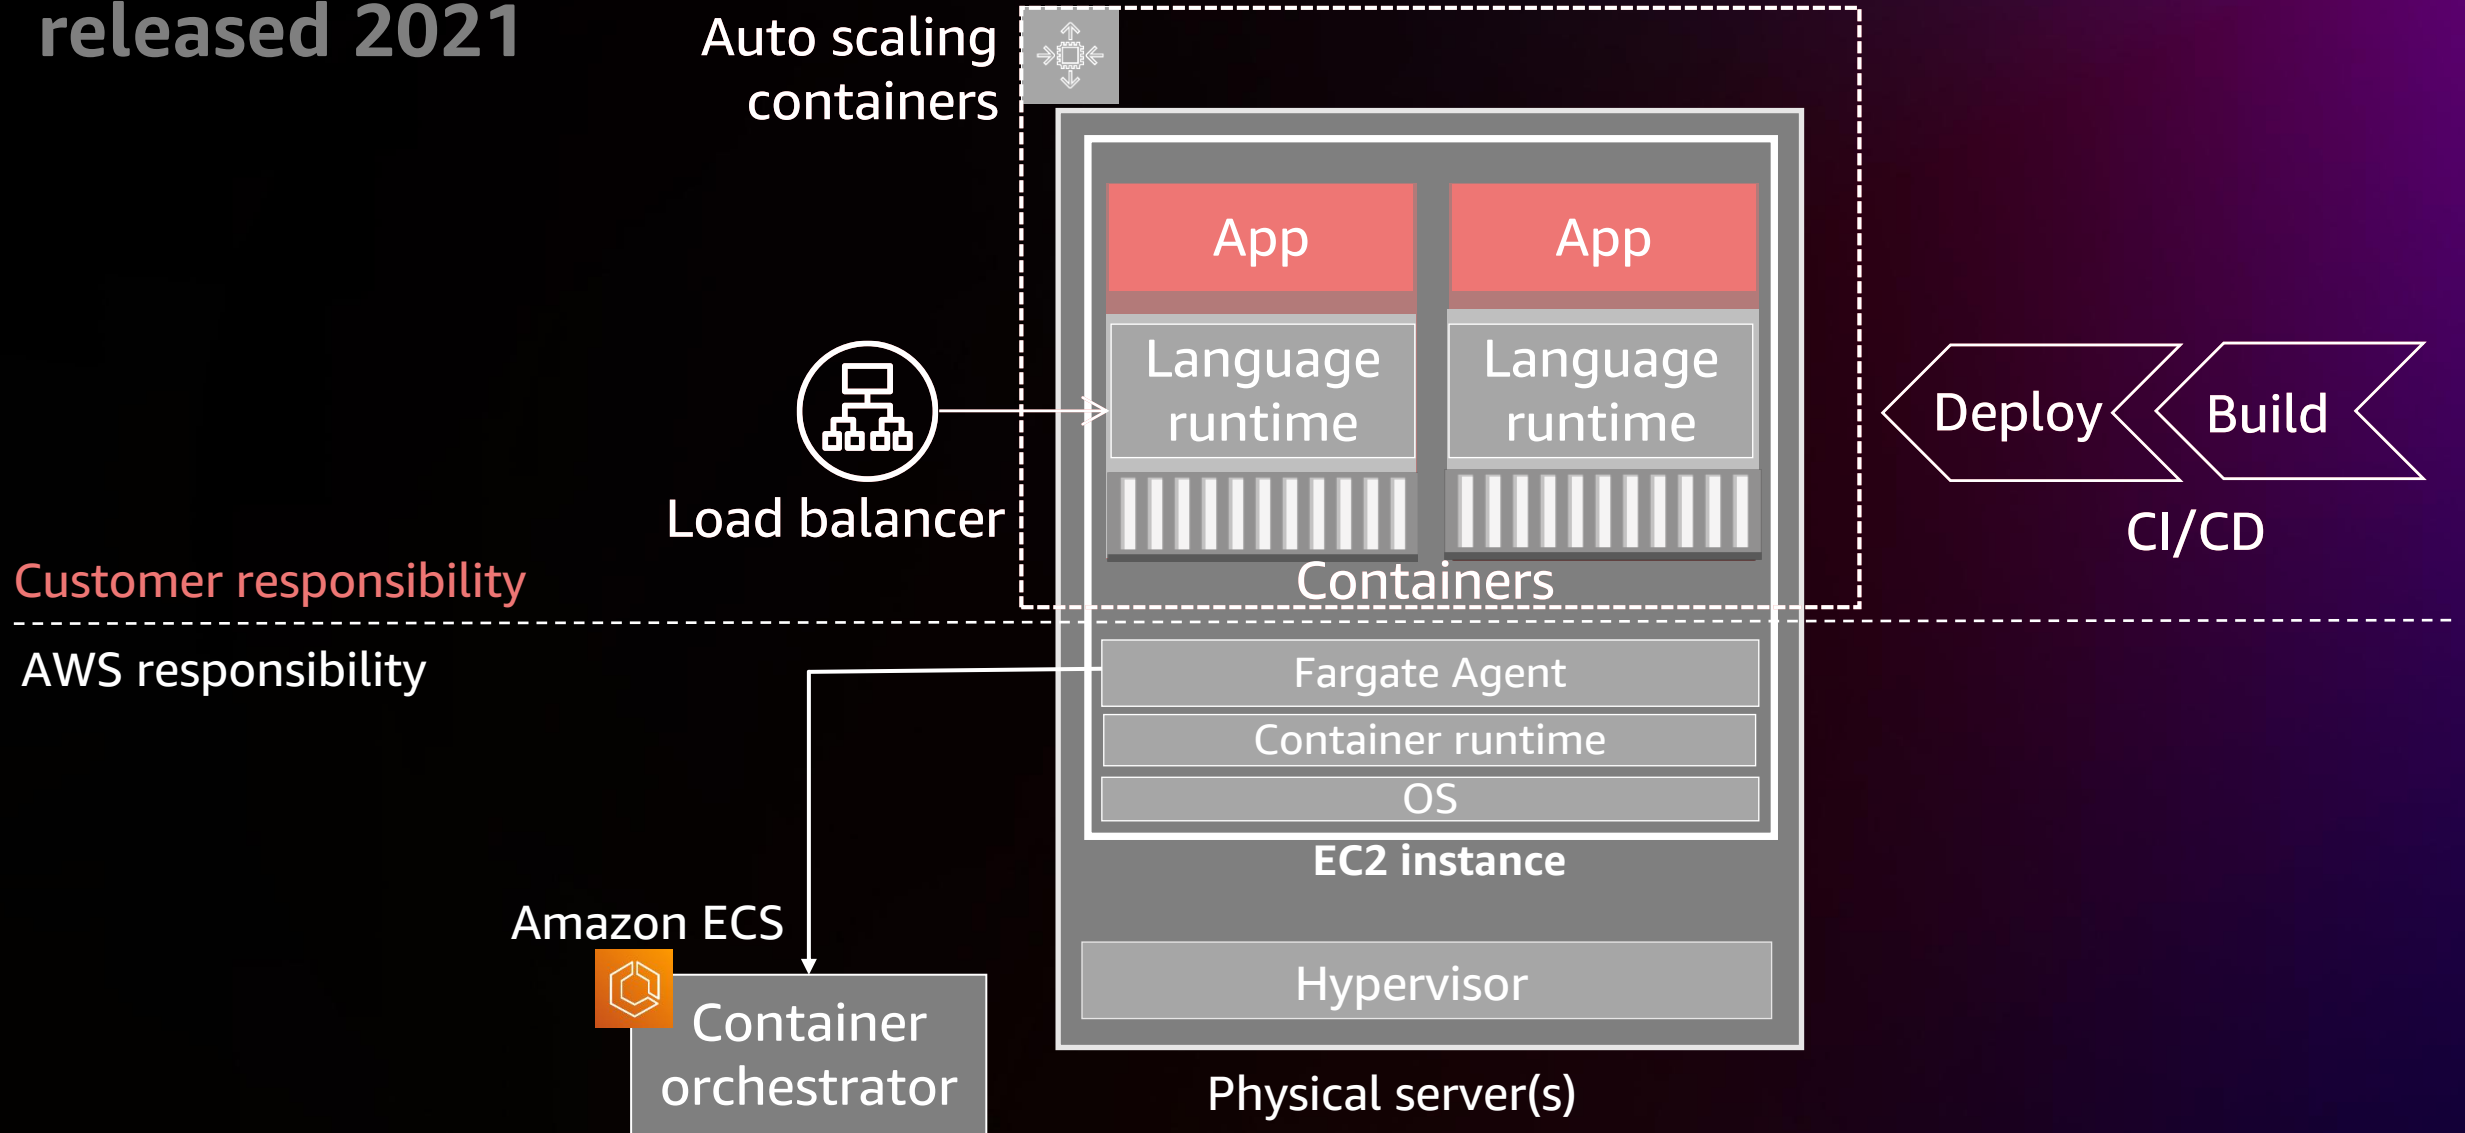 released 2021
Auto scaling
containers
App
App
Language
runtime
Language
runtime
Deploy
Build
CI/CD
Load balancer
Containers
Customer responsibility
AWS responsibility
Fargate Agent
Container runtime
OS
EC2 instance
Amazon ECS
Container
orchestrator
Hypervisor
Physical server(s)